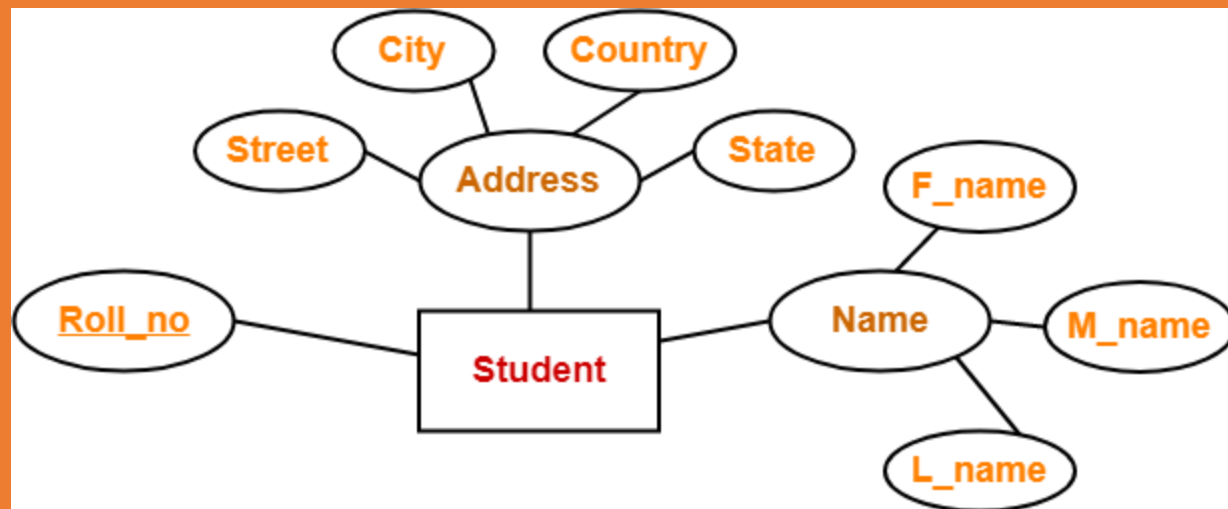 City
Country
Street
Address
State
F_name
Roll_no
Student
Name
M_name
L_name